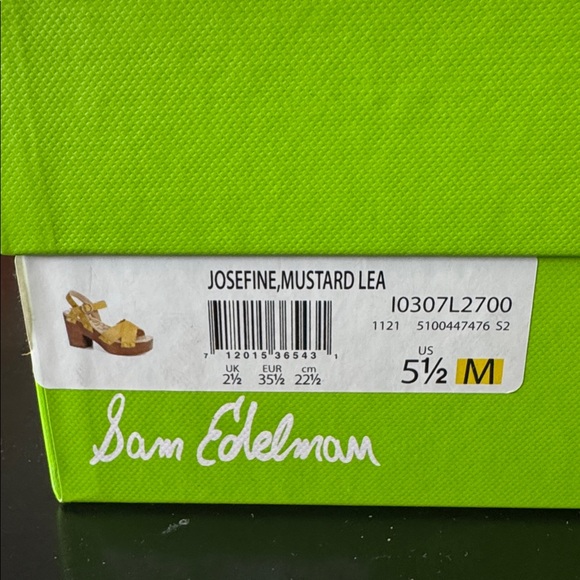 JOSEFINE,MUSTARD LEA
I0307L2700
1121 5100447476 S2
7 12015 36543 1
UK EUR cm
2½ 35½ 22½
US
5½ M
Sam Edelman